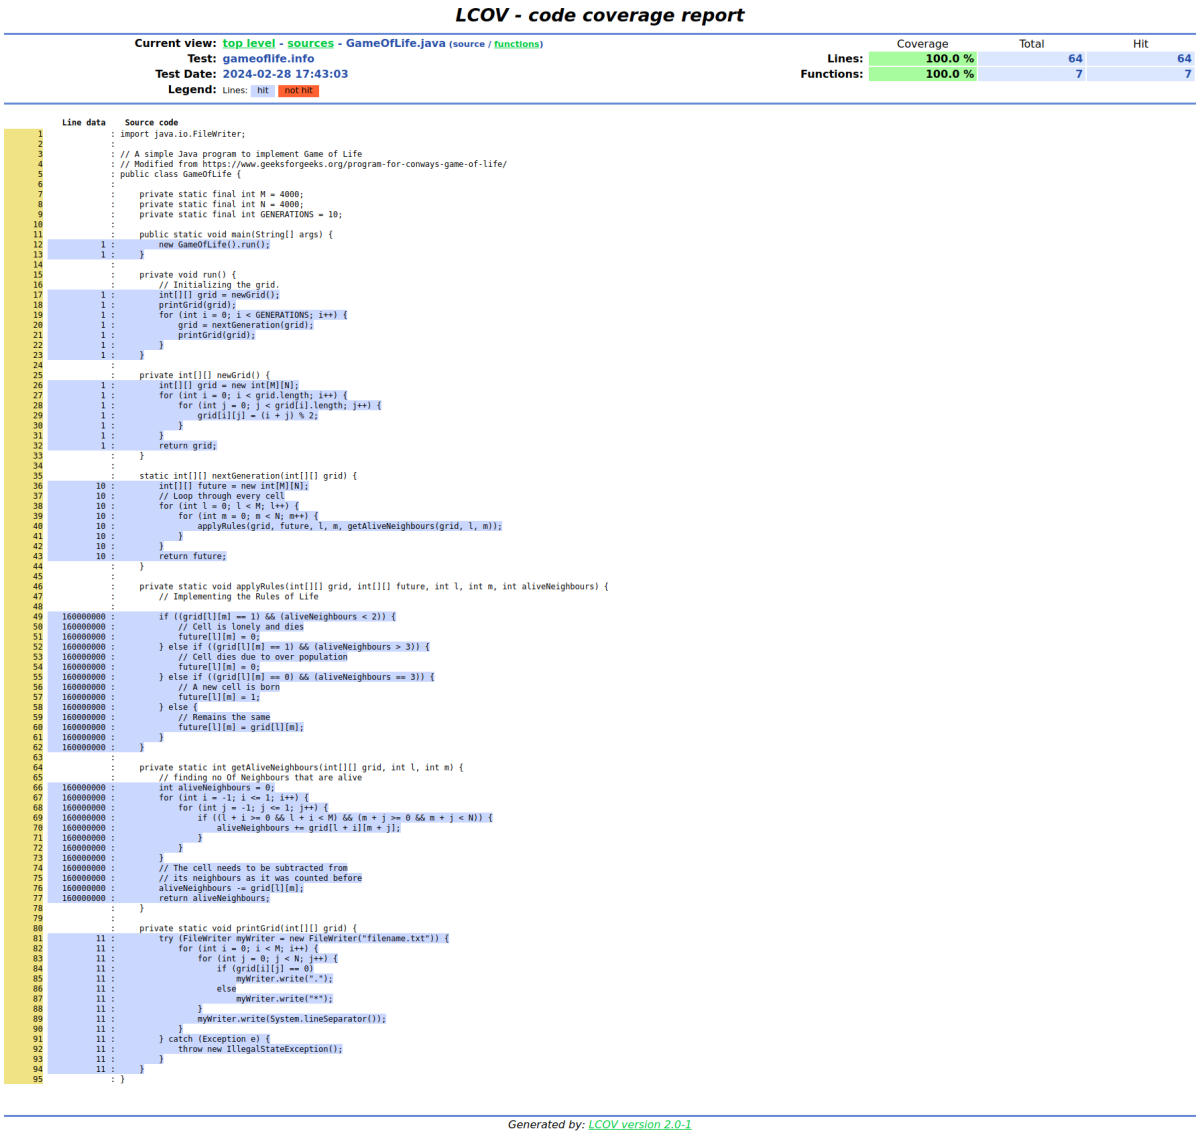 LCOV - code coverage report
Current view: top level - sources - GameOfLife.java (source / functions) Coverage Total Hit
Test: gameoflife.info Lines: 100.0 % 64 64
Test Date: 2024-02-28 17:43:03 Functions: 100.0 % 7 7
Legend: Lines: hit not hit
Line data Source code
1 : import java.io.FileWriter;
2 :
3 : // A simple Java program to implement Game of Life
4 : // Modified from https://www.geeksforgeeks.org/program-for-conways-game-of-life/
5 : public class GameOfLife {
6 :
7 : private static final int M = 4000;
8 : private static final int N = 4000;
9 : private static final int GENERATIONS = 10;
10 :
11 : public static void main(String[] args) {
12 1 : new GameOfLife().run();
13 1 : }
14 :
15 : private void run() {
16 : // Initializing the grid.
17 1 : int[][] grid = newGrid();
18 1 : printGrid(grid);
19 1 : for (int i = 0; i < GENERATIONS; i++) {
20 1 : grid = nextGeneration(grid);
21 1 : printGrid(grid);
22 1 : }
23 1 : }
24 :
25 : private int[][] newGrid() {
26 1 : int[][] grid = new int[M][N];
27 1 : for (int i = 0; i < grid.length; i++) {
28 1 : for (int j = 0; j < grid[i].length; j++) {
29 1 : grid[i][j] = (i + j) % 2;
30 1 : }
31 1 : }
32 1 : return grid;
33 : }
34 :
35 : static int[][] nextGeneration(int[][] grid) {
36 10 : int[][] future = new int[M][N];
37 10 : // Loop through every cell
38 10 : for (int l = 0; l < M; l++) {
39 10 : for (int m = 0; m < N; m++) {
40 10 : applyRules(grid, future, l, m, getAliveNeighbours(grid, l, m));
41 10 : }
42 10 : }
43 10 : return future;
44 : }
45 :
46 : private static void applyRules(int[][] grid, int[][] future, int l, int m, int aliveNeighbours) {
47 : // Implementing the Rules of Life
48 :
49 160000000 : if ((grid[l][m] == 1) && (aliveNeighbours < 2)) {
50 160000000 : // Cell is lonely and dies
51 160000000 : future[l][m] = 0;
52 160000000 : } else if ((grid[l][m] == 1) && (aliveNeighbours > 3)) {
53 160000000 : // Cell dies due to over population
54 160000000 : future[l][m] = 0;
55 160000000 : } else if ((grid[l][m] == 0) && (aliveNeighbours == 3)) {
56 160000000 : // A new cell is born
57 160000000 : future[l][m] = 1;
58 160000000 : } else {
59 160000000 : // Remains the same
60 160000000 : future[l][m] = grid[l][m];
61 160000000 : }
62 160000000 : }
63 :
64 : private static int getAliveNeighbours(int[][] grid, int l, int m) {
65 : // finding no Of Neighbours that are alive
66 160000000 : int aliveNeighbours = 0;
67 160000000 : for (int i = -1; i <= 1; i++) {
68 160000000 : for (int j = -1; j <= 1; j++) {
69 160000000 : if ((l + i >= 0 && l + i < M) && (m + j >= 0 && m + j < N)) {
70 160000000 : aliveNeighbours += grid[l + i][m + j];
71 160000000 : }
72 160000000 : }
73 160000000 : }
74 160000000 : // The cell needs to be subtracted from
75 160000000 : // its neighbours as it was counted before
76 160000000 : aliveNeighbours -= grid[l][m];
77 160000000 : return aliveNeighbours;
78 : }
79 :
80 : private static void printGrid(int[][] grid) {
81 11 : try (FileWriter myWriter = new FileWriter("filename.txt")) {
82 11 : for (int i = 0; i < M; i++) {
83 11 : for (int j = 0; j < N; j++) {
84 11 : if (grid[i][j] == 0)
85 11 : myWriter.write(".");
86 11 : else
87 11 : myWriter.write("*");
88 11 : }
89 11 : myWriter.write(System.lineSeparator());
90 11 : }
91 11 : } catch (Exception e) {
92 11 : throw new IllegalStateException();
93 11 : }
94 11 : }
95 : }
Generated by: LCOV version 2.0-1